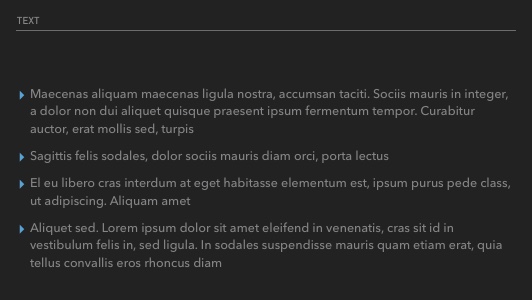 TEXT
Maecenas aliquam maecenas ligula nostra, accumsan taciti. Sociis mauris in integer,
a dolor non dui aliquet quisque praesent ipsum fermentum tempor. Curabitur
auctor, erat mollis sed, turpis
Sagittis felis sodales, dolor sociis mauris diam orci, porta lectus
El eu libero cras interdum at eget habitasse elementum est, ipsum purus pede class,
ut adipiscing. Aliquam amet
Aliquet sed. Lorem ipsum dolor sit amet eleifend in venenatis, cras sit id in
vestibulum felis in, sed ligula. In sodales suspendisse mauris quam etiam erat, quia
tellus convallis eros rhoncus diam